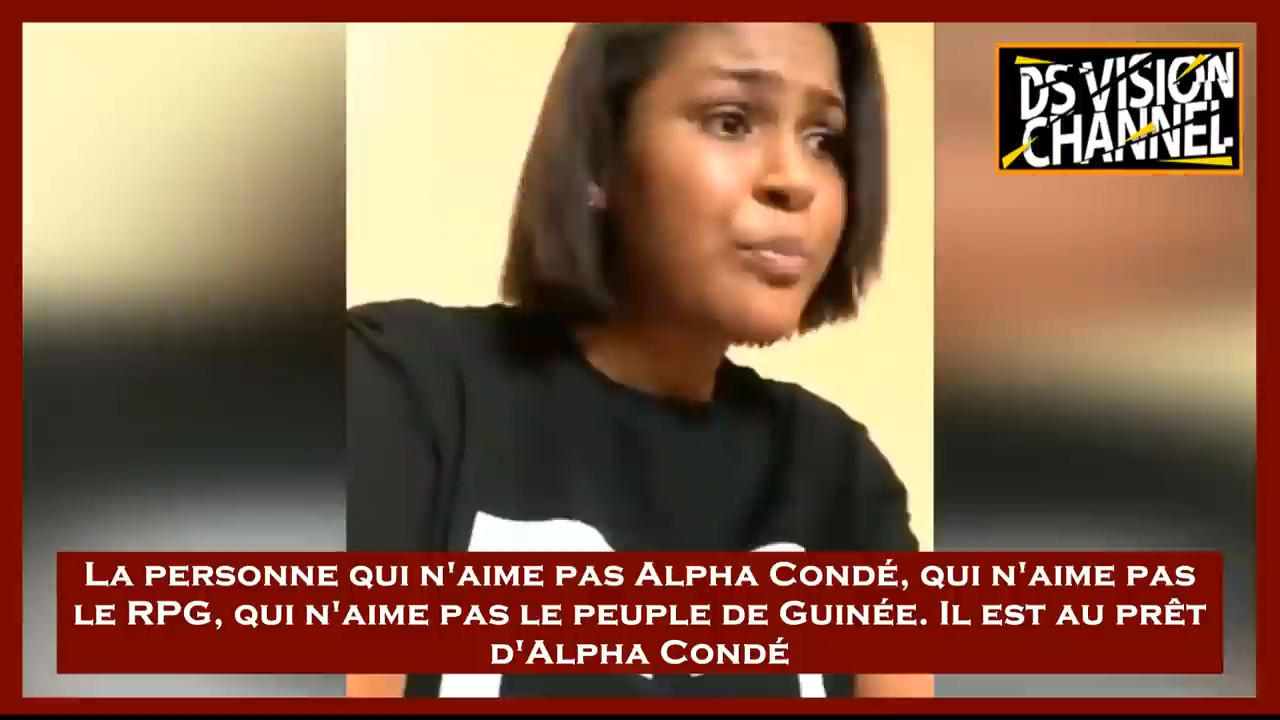 DS VISION
CHANNEL
La personne qui n'aime pas Alpha Condé, qui n'aime pas
le RPG, qui n'aime pas le peuple de Guinée. Il est au prêt
d'Alpha Condé